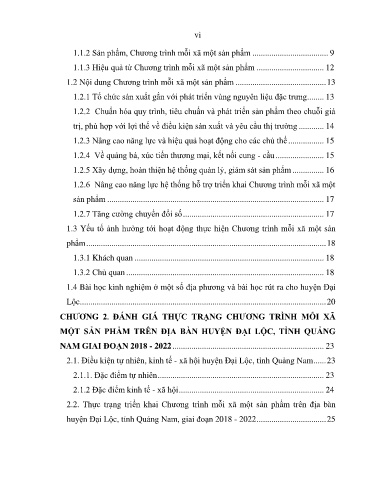 vi
1.1.2 Sản phẩm, Chương trình mỗi xã một sản phẩm .................................... 9
1.1.3 Hiệu quả từ Chương trình mỗi xã một sản phẩm ................................ 12
1.2 Nội dung Chương trình mỗi xã một sản phẩm ...........................................13
1.2.1 Tổ chức sản xuất gắn với phát triển vùng nguyên liệu đặc trưng........ 13
1.2.2 Chuẩn hóa quy trình, tiêu chuẩn và phát triển sản phẩm theo chuỗi giá
trị, phù hợp với lợi thế về điều kiện sản xuất và yêu cầu thị trường ............ 14
1.2.3 Nâng cao năng lực và hiệu quả hoạt động cho các chủ thể ................. 15
1.2.4 Về quảng bá, xúc tiến thương mại, kết nối cung - cầu ....................... 15
1.2.5 Xây dựng, hoàn thiện hệ thống quản lý, giám sát sản phẩm ............... 16
1.2.6 Nâng cao năng lực hệ thống hỗ trợ triển khai Chương trình mỗi xã một
sản phẩm ....................................................................................................... 17
1.2.7 Tăng cường chuyển đổi số................................................................... 17
1.3 Yếu tố ảnh hưởng tới hoạt động thực hiện Chương trình mỗi xã một sản
phẩm..................................................................................................................18
1.3.1 Khách quan .......................................................................................... 18
1.3.2 Chủ quan .............................................................................................. 18
1.4 Bài học kinh nghiệm ở một số địa phương và bài học rút ra cho huyện Đại
Lộc.....................................................................................................................20
CHƯƠNG 2. ĐÁNH GIÁ THỰC TRẠNG CHƯƠNG TRÌNH MỖI XÃ
MỘT SẢN PHẨM TRÊN ĐỊA BÀN HUYỆN ĐẠI LỘC, TỈNH QUẢNG
NAM GIAI ĐOẠN 2018 - 2022 ........................................................................ 23
2.1. Điều kiện tự nhiên, kinh tế - xã hội huyện Đại Lộc, tỉnh Quảng Nam......23
2.1.1. Đặc điểm tự nhiên............................................................................... 23
2.1.2 Đặc điểm kinh tế - xã hội..................................................................... 24
2.2. Thực trạng triển khai Chương trình mỗi xã một sản phẩm trên địa bàn
huyện Đại Lộc, tỉnh Quảng Nam, giai đoạn 2018 - 2022.................................25